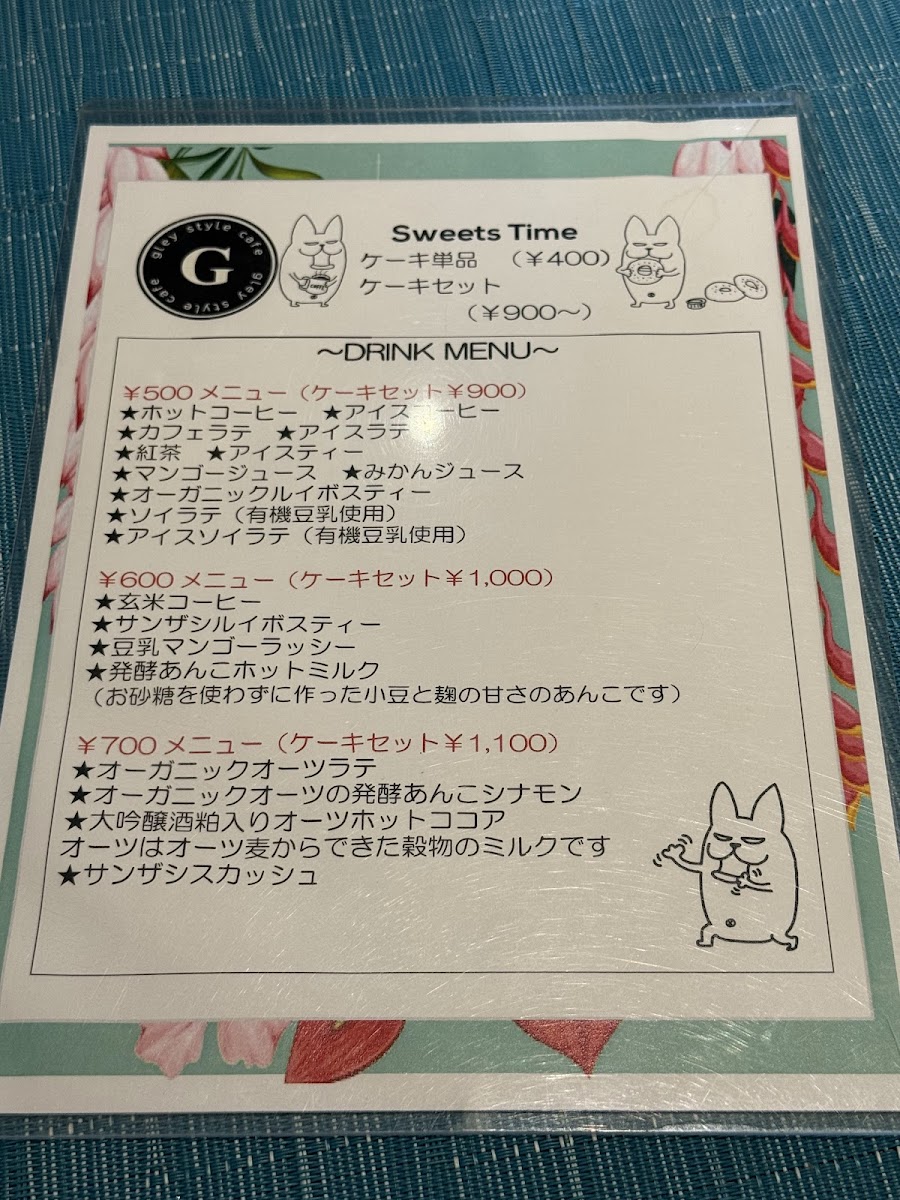 gley style cafe gley style cafe
G
Sweets Time
ケーキ単品 （￥400）
ケーキセット
（￥900～）
～DRINK MENU～
￥500 メニュー（ケーキセット￥900）
★ホットコーヒー ★アイスコーヒー
★カフェラテ ★アイスラテ
★紅茶 ★アイスティー
★マンゴージュース ★みかんジュース
★オーガニックルイボスティー
★ソイラテ（有機豆乳使用）
★アイスソイラテ（有機豆乳使用）
￥600 メニュー（ケーキセット￥1,000）
★玄米コーヒー
★サンザシルイボスティー
★豆乳マンゴーラッシー
★発酵あんこホットミルク
（お砂糖を使わずに作った小豆と麹の甘さのあんこです）
￥700 メニュー（ケーキセット￥1,100）
★オーガニックオーツラテ
★オーガニックオーツの発酵あんこシナモン
★大吟醸酒粕入りオーツホットココア
オーツはオーツ麦からできた穀物のミルクです
★サンザシスカッシュ